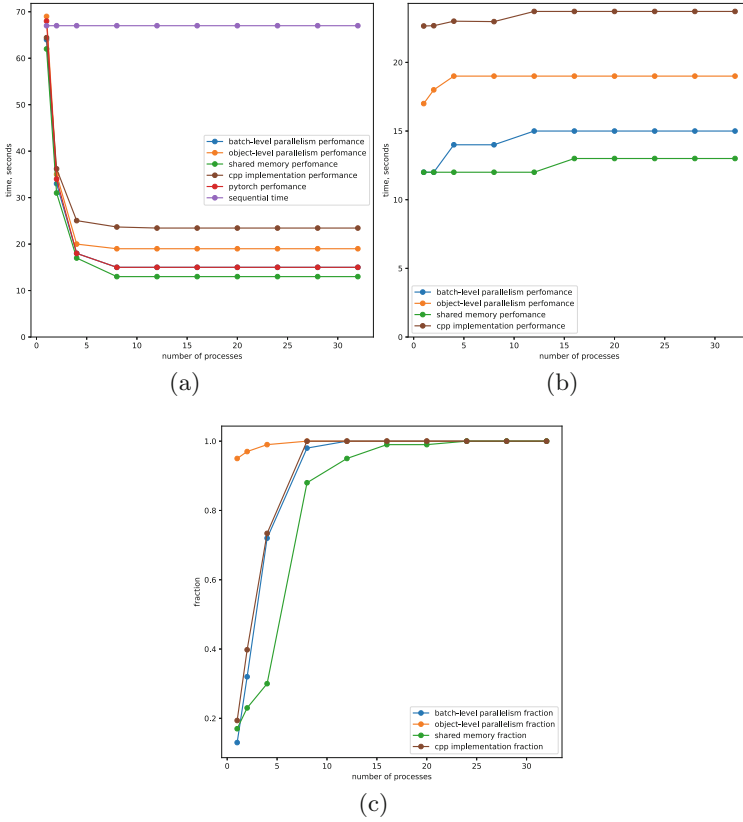 70
60
50
40
30
20
10
0
5
10
15
20
25
30
time, seconds
number of processes
batch-level parallelism perfomance
object-level parallelism perfomance
shared memory perfomance
cpp implementation performance
pytorch perfomance
sequential time
(a)
20
15
10
5
0
0
5
10
15
20
25
30
time, seconds
number of processes
batch-level parallelism perfomance
object-level parallelism perfomance
shared memory perfomance
cpp implementation performance
(b)
1.0
0.8
0.6
0.4
0.2
0
5
10
15
20
25
30
fraction
number of processes
batch-level parallelism fraction
object-level parallelism fraction
shared memory fraction
cpp implementation fraction
(c)